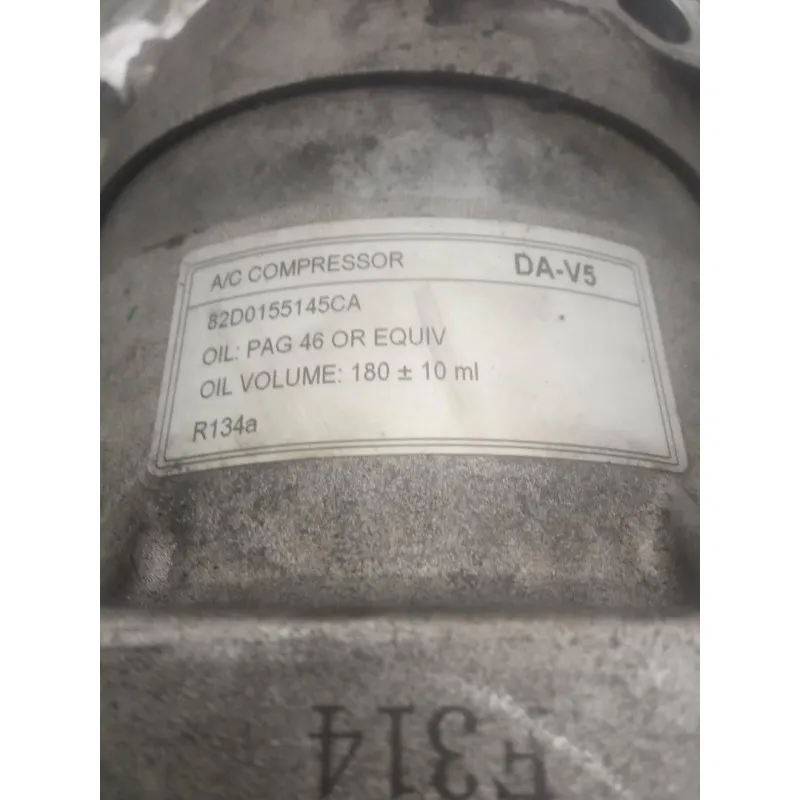 A/C COMPRESSOR DA-V5
82D0155145CA
OIL: PAG 46 OR EQUIV
OIL VOLUME: 180 ± 10 ml
R134a
F314